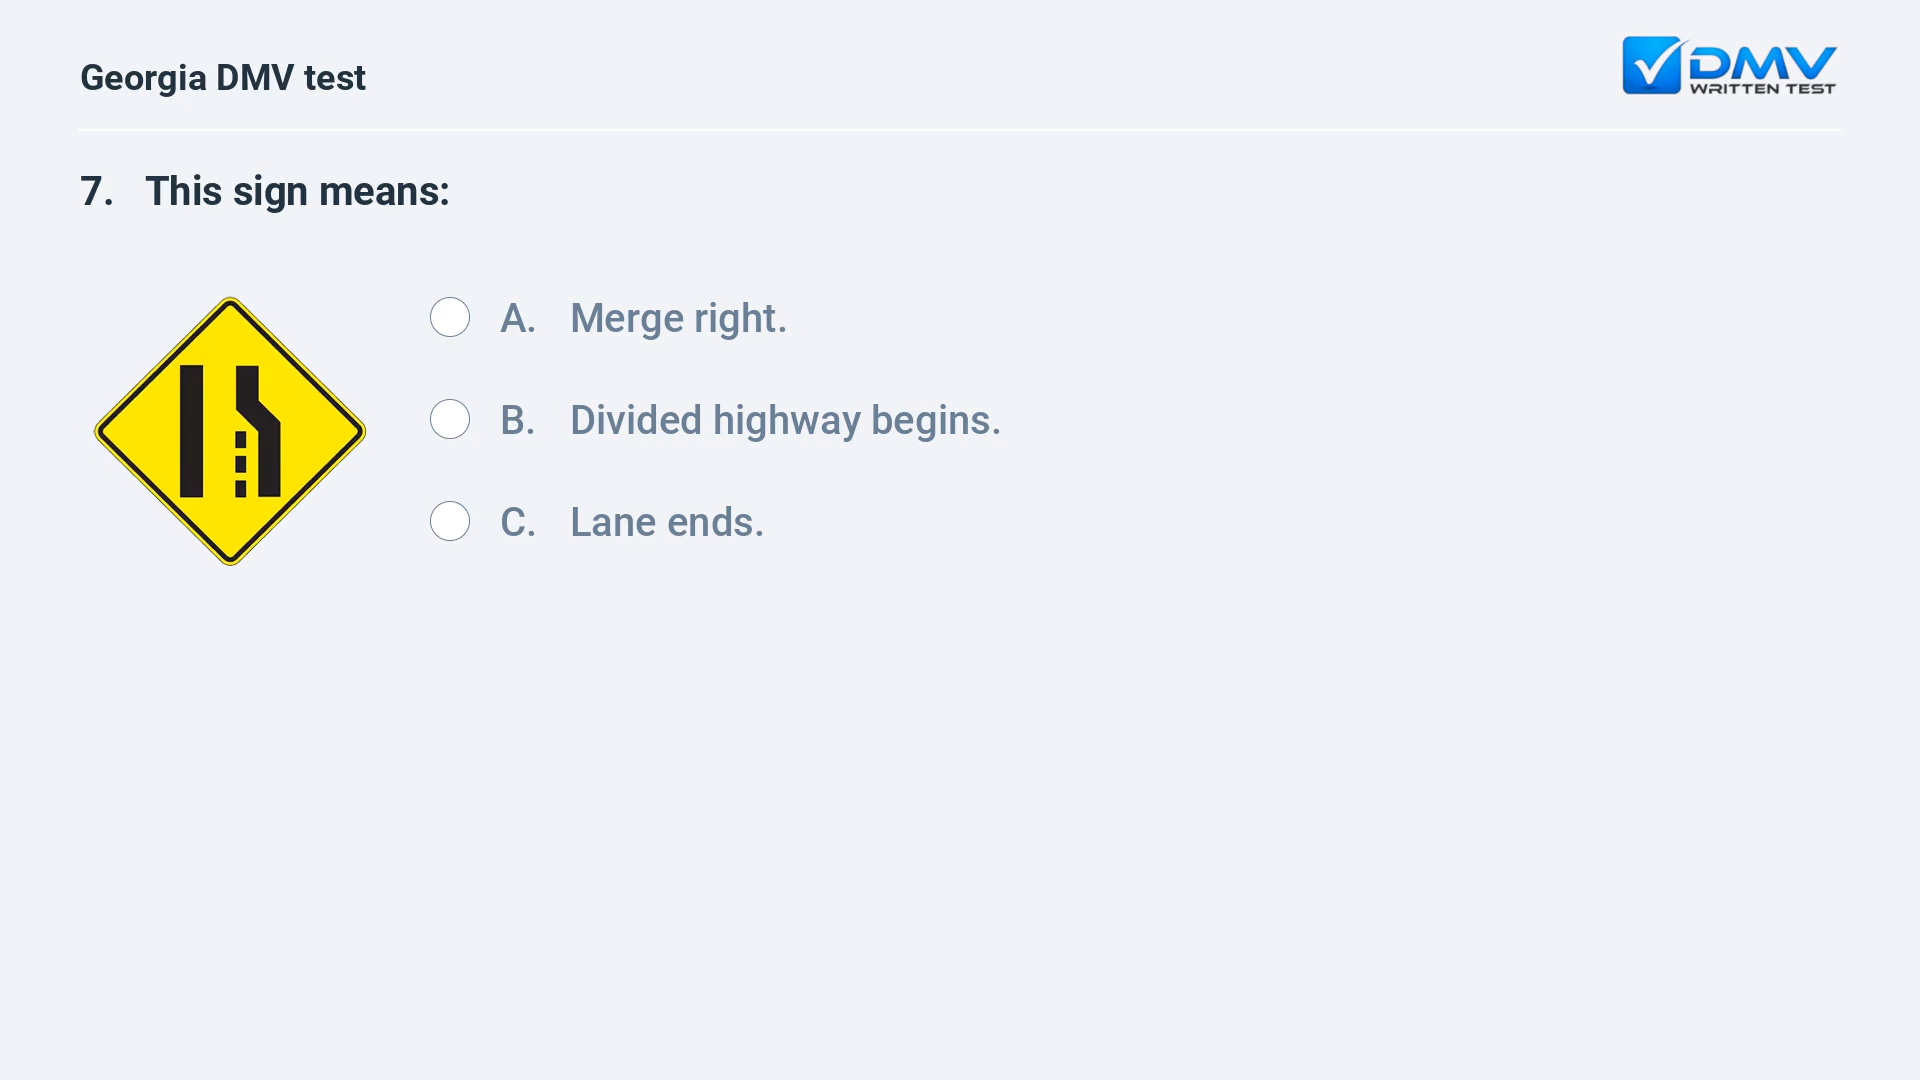 Georgia DMV test
DMV
WRITTEN TEST
7. This sign means:
A. Merge right.
B. Divided highway begins.
C. Lane ends.